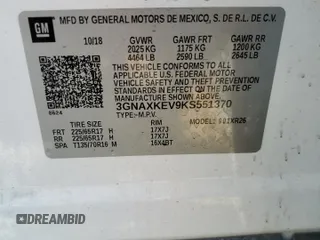 GM
MFD BY GENERAL MOTORS DE MEXICO, S. DE R.L. DE C.V.
10/18 GVWR GAWR FRT GAWR RR
2025 KG 1175 KG 1200 KG
4464 LB 2590 LB 2645 LB
THIS VEHICLE CONFORMS TO ALL
APPLICABLE U.S. FEDERAL MOTOR
VEHICLE SAFETY, BUMPER, AND THEFT
PREVENTION STANDARDS IN EFFECT ON
THE DATE OF MANUFACTURE SHOWN ABOVE.
3GNAXKEV9KS551370
TYPE:-M.P.V.
TIRE RIM MODEL:
FRT 225/65R17 H 17X7J
RR 225/65R17 H 17X7J
SPA T135/70R16 M 16X4BT
DREAMBID